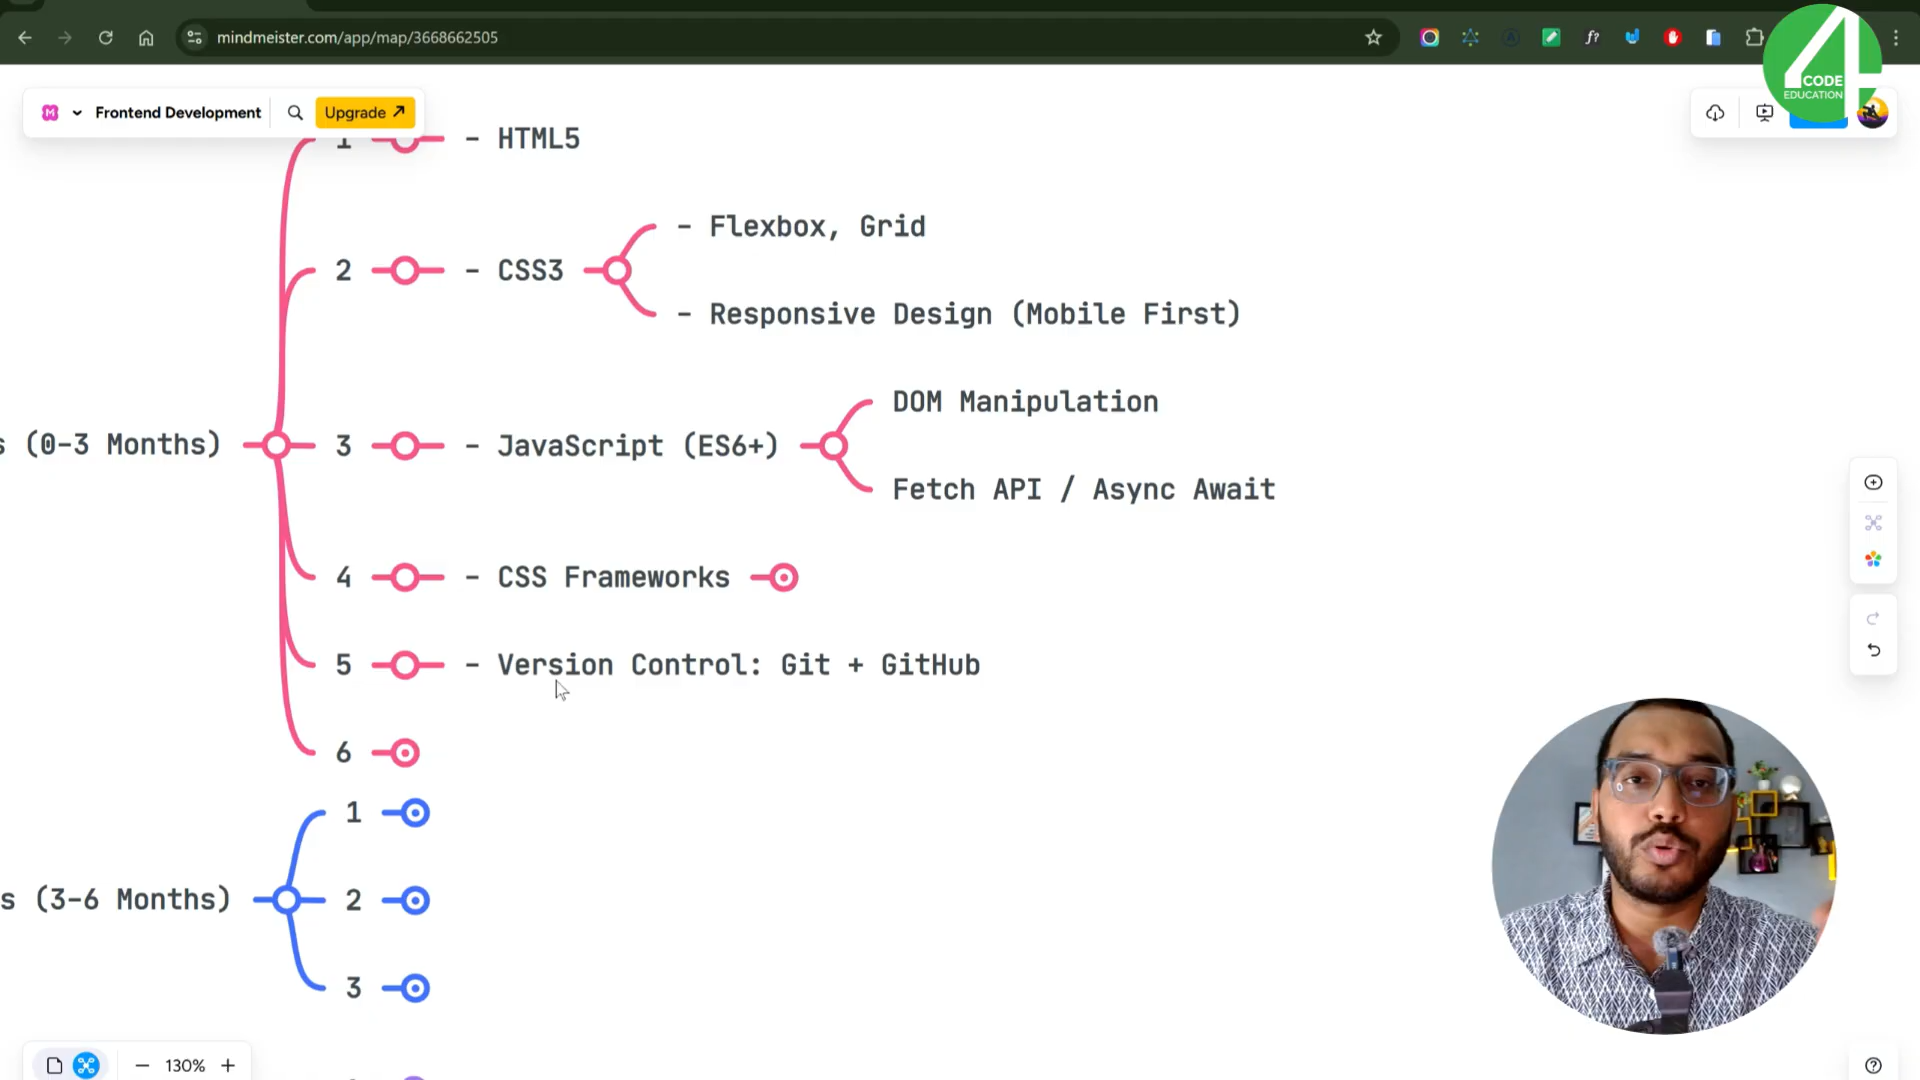 mindmeister.com/app/map/3668662505
Frontend Development
Upgrade
4
CODE
EDUCATION
1 - HTML5
- Flexbox, Grid
2 - CSS3
- Responsive Design (Mobile First)
DOM Manipulation
s (0-3 Months) 3 - JavaScript (ES6+)
Fetch API / Async Await
4 - CSS Frameworks
5 - Version Control: Git + GitHub
6
1
s (3-6 Months) 2
3
130%